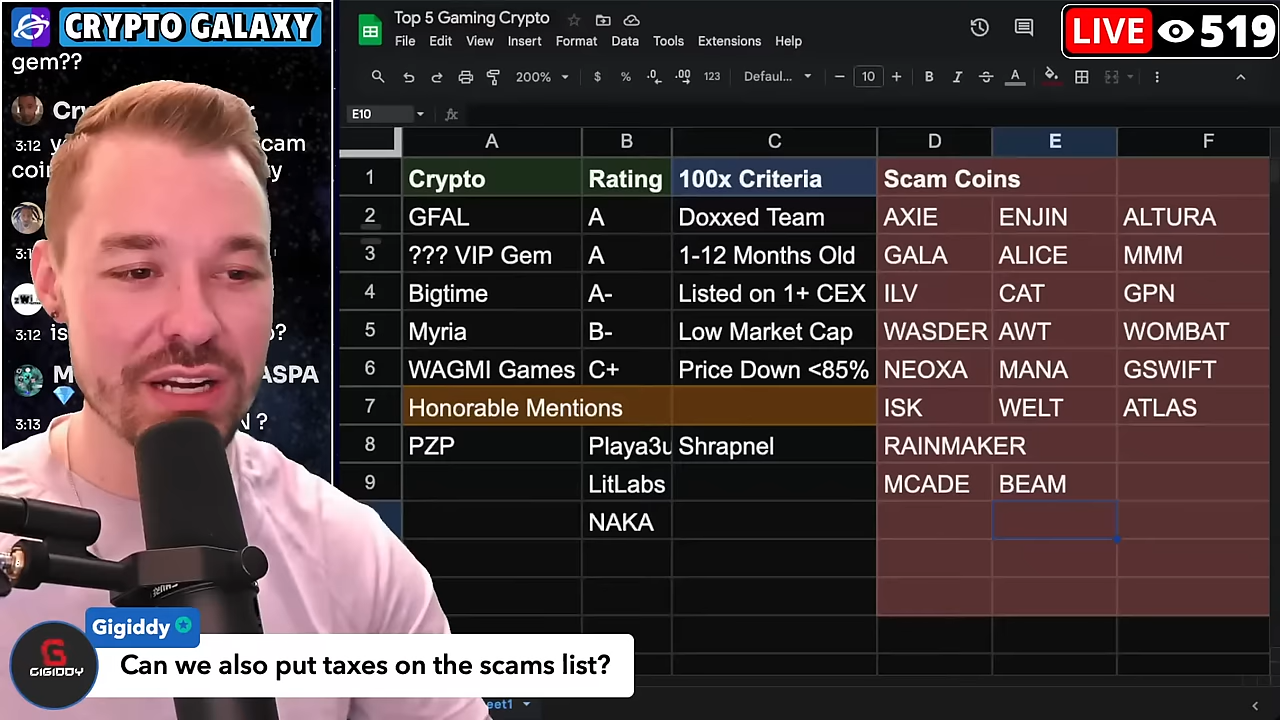 CRYPTO GALAXY
gem??
3:12
3:12 is
3:13
ASPA
Top 5 Gaming Crypto
File Edit View Insert Format Data Tools Extensions Help
LIVE 519
200% $ % .0 .00 123 Defaul... − 10 + B I S A
E10 fx
A B C D E F
1 Crypto Rating 100x Criteria Scam Coins
2 GFAL A Doxxed Team AXIE ENJIN ALTURA
3 ??? VIP Gem A 1-12 Months Old GALA ALICE MMM
4 Bigtime A- Listed on 1+ CEX ILV CAT GPN
5 Myria B- Low Market Cap WASDER AWT WOMBAT
6 WAGMI Games C+ Price Down <85% NEOXA MANA GSWIFT
7 Honorable Mentions ISK WELT ATLAS
8 PZP Playa3u Shrapnel RAINMAKER
9 LitLabs MCADE BEAM
NAKA
Gigiddy
GIGIDDY
Can we also put taxes on the scams list?
eet1